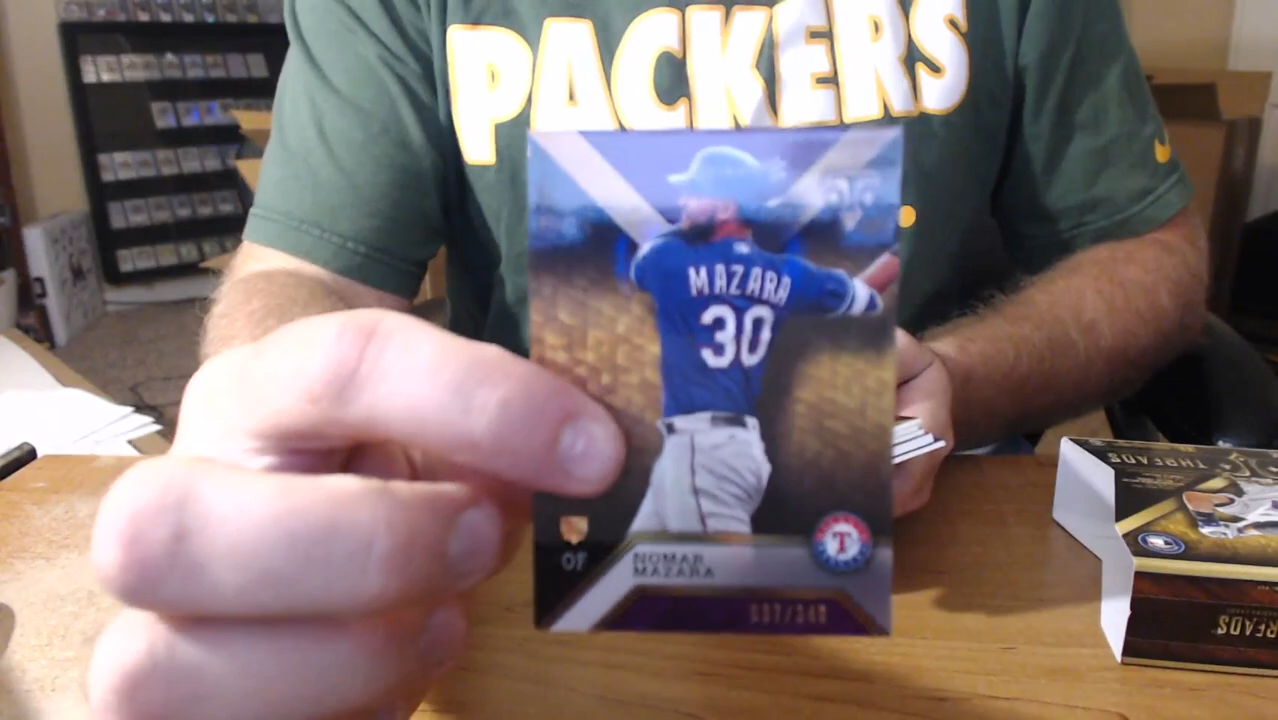 PACKERS
MAZARA
30
OF
NOMAR
MAZARA
T
THREADS